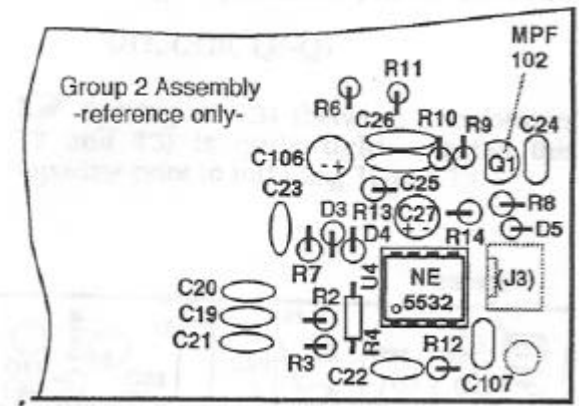 MPF
102
Group 2 Assembly
-reference only-
R11
R6
C26
R10
R9
C24
C106
-+
Q1
C23
C25
R13
C27
+-
R8
D3
D4
R14
D5
R7
U4
NE
5532
(J3)
C20
C19
C21
R2
R3
R4
C22
R12
C107